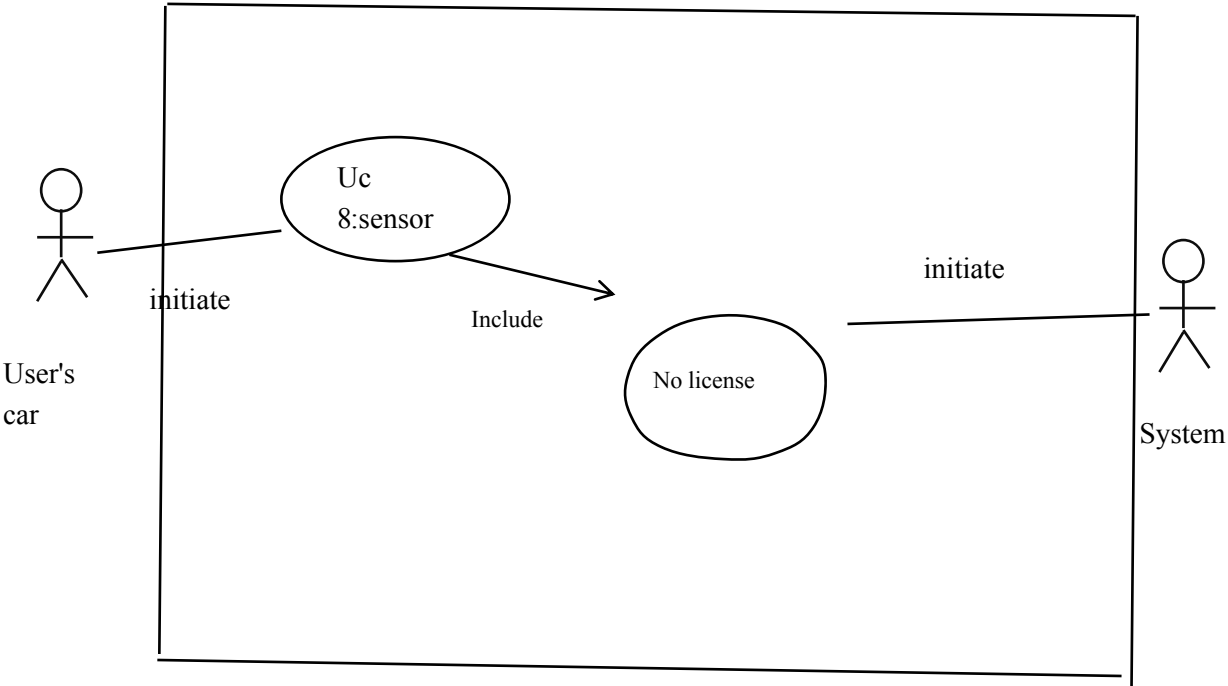 Uc
8:sensor
initiate
Include
initiate
No license
User's
car
System